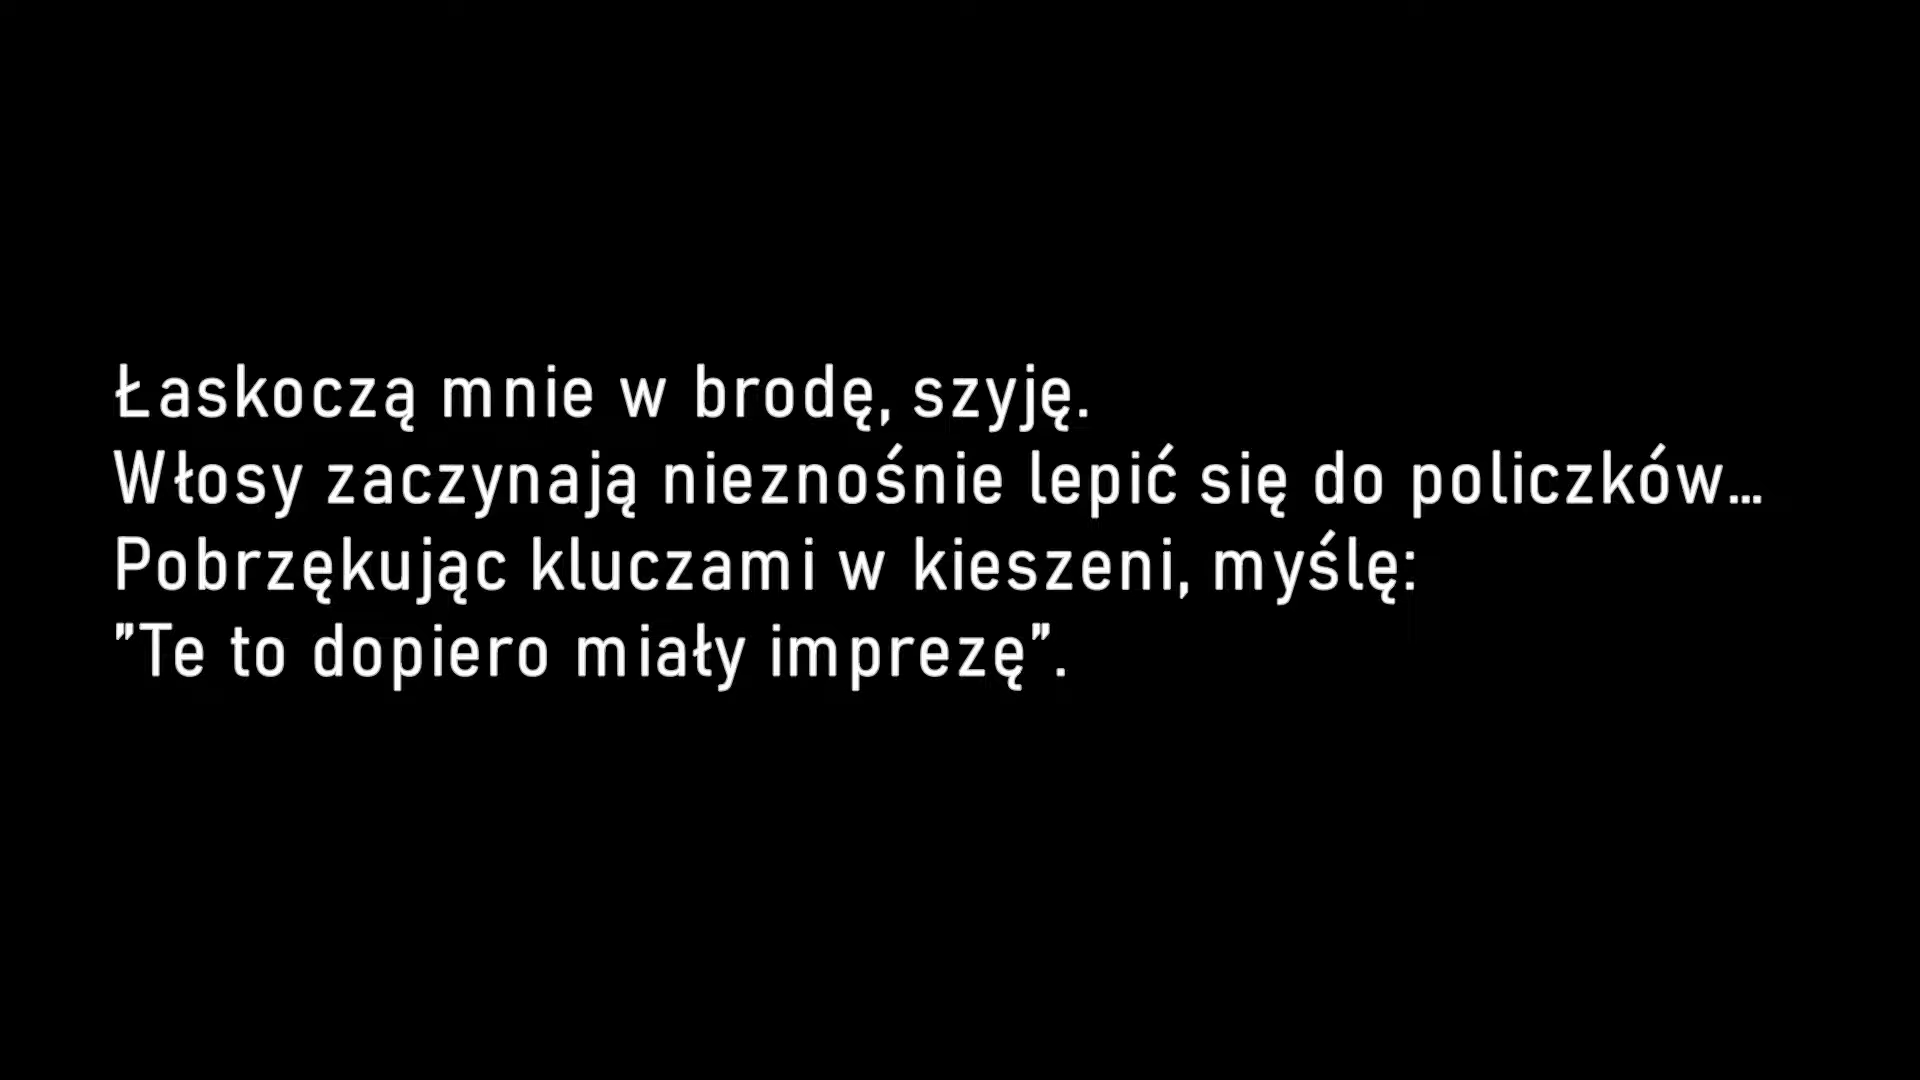 Łaskoczą mnie w brodę, szyję.
Włosy zaczynają nieznośnie lepić się do policzków...
Pobrzękując kluczami w kieszeni, myślę:
"Te to dopiero miały imprezę".